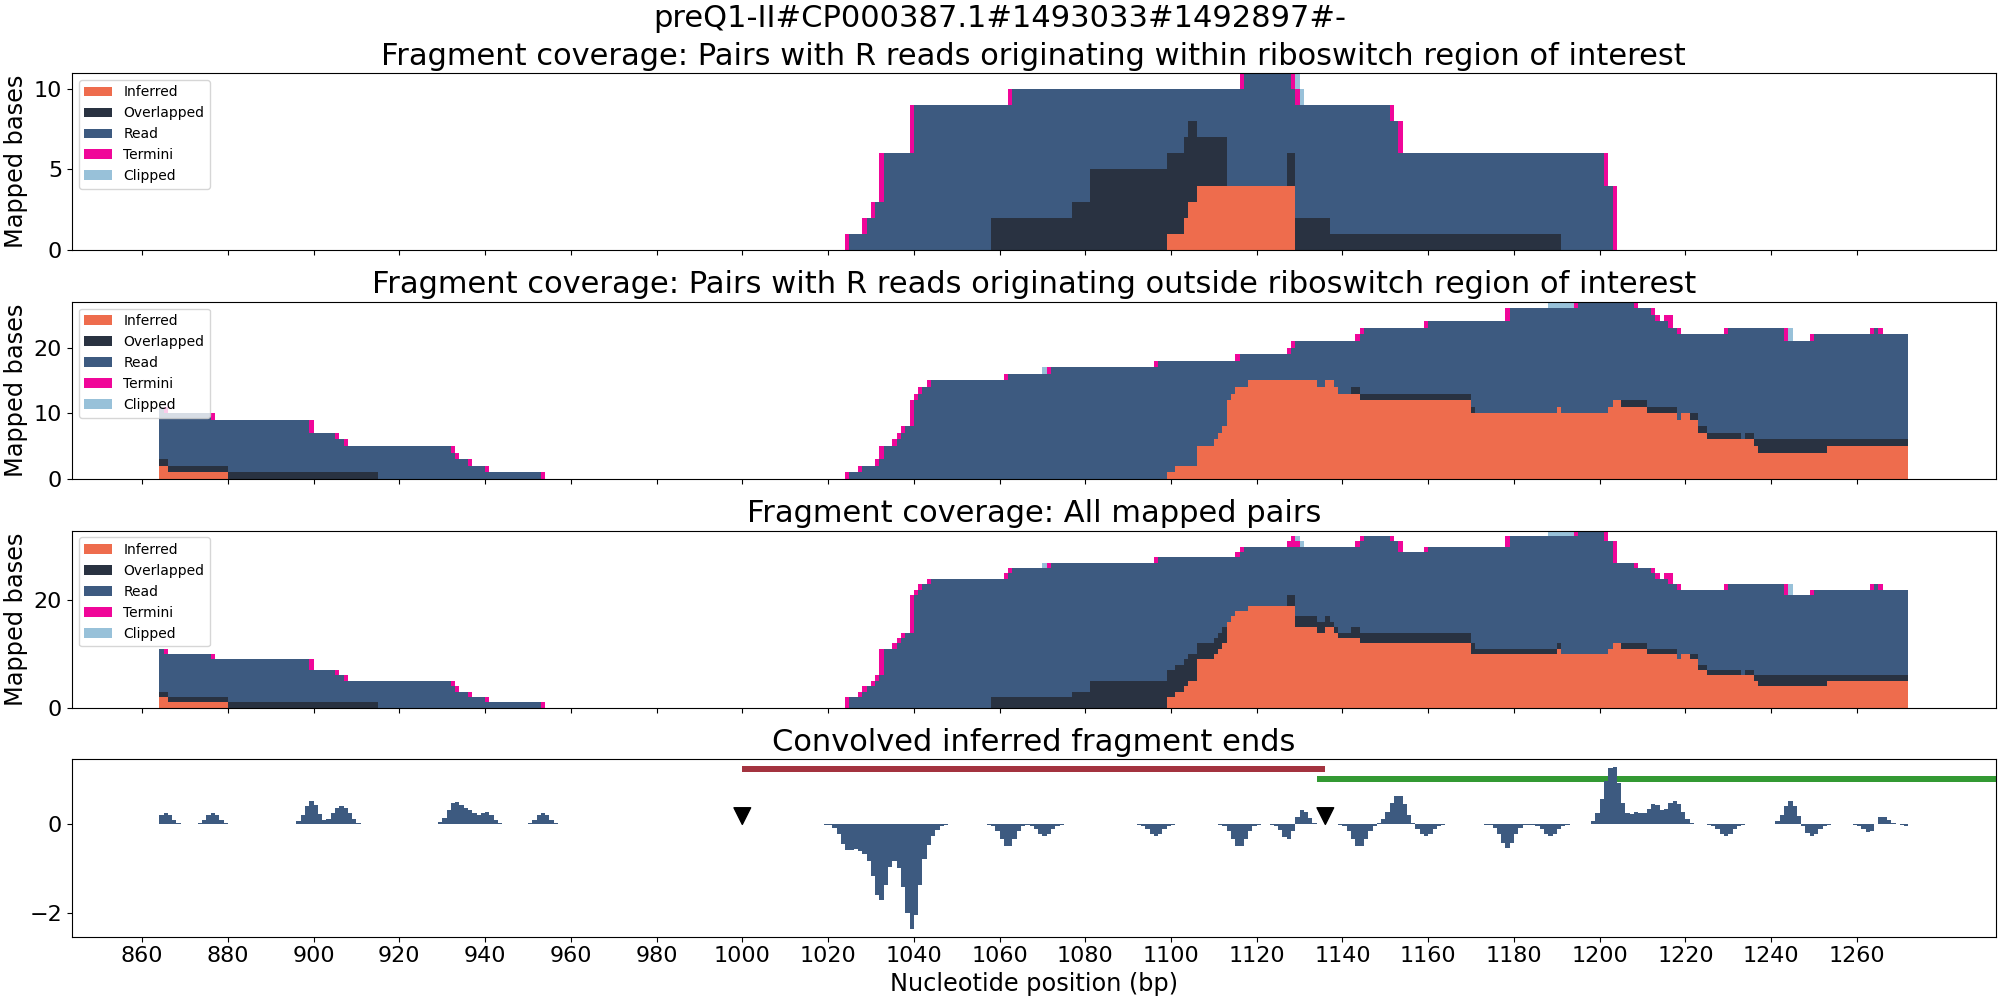 preQ1-II#CP000387.1#1493033#1492897#-
Fragment coverage: Pairs with R reads originating within riboswitch region of interest
Mapped bases
10
5
0
Inferred
Overlapped
Read
Termini
Clipped
Fragment coverage: Pairs with R reads originating outside riboswitch region of interest
Mapped bases
20
10
0
Inferred
Overlapped
Read
Termini
Clipped
Fragment coverage: All mapped pairs
Mapped bases
20
0
Inferred
Overlapped
Read
Termini
Clipped
Convolved inferred fragment ends
0
−2
860 880 900 920 940 960 980 1000 1020 1040 1060 1080 1100 1120 1140 1160 1180 1200 1220 1240 1260
Nucleotide position (bp)